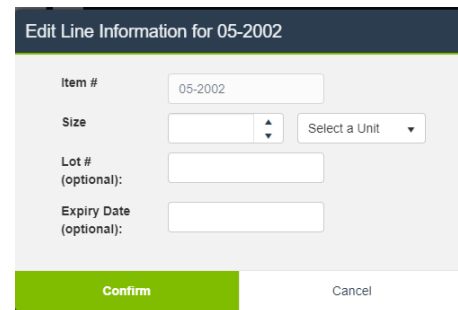 Edit Line Information for 05-2002
Item #
05-2002
Size
Select a Unit
Lot #
(optional):
Expiry Date
(optional):
Confirm
Cancel